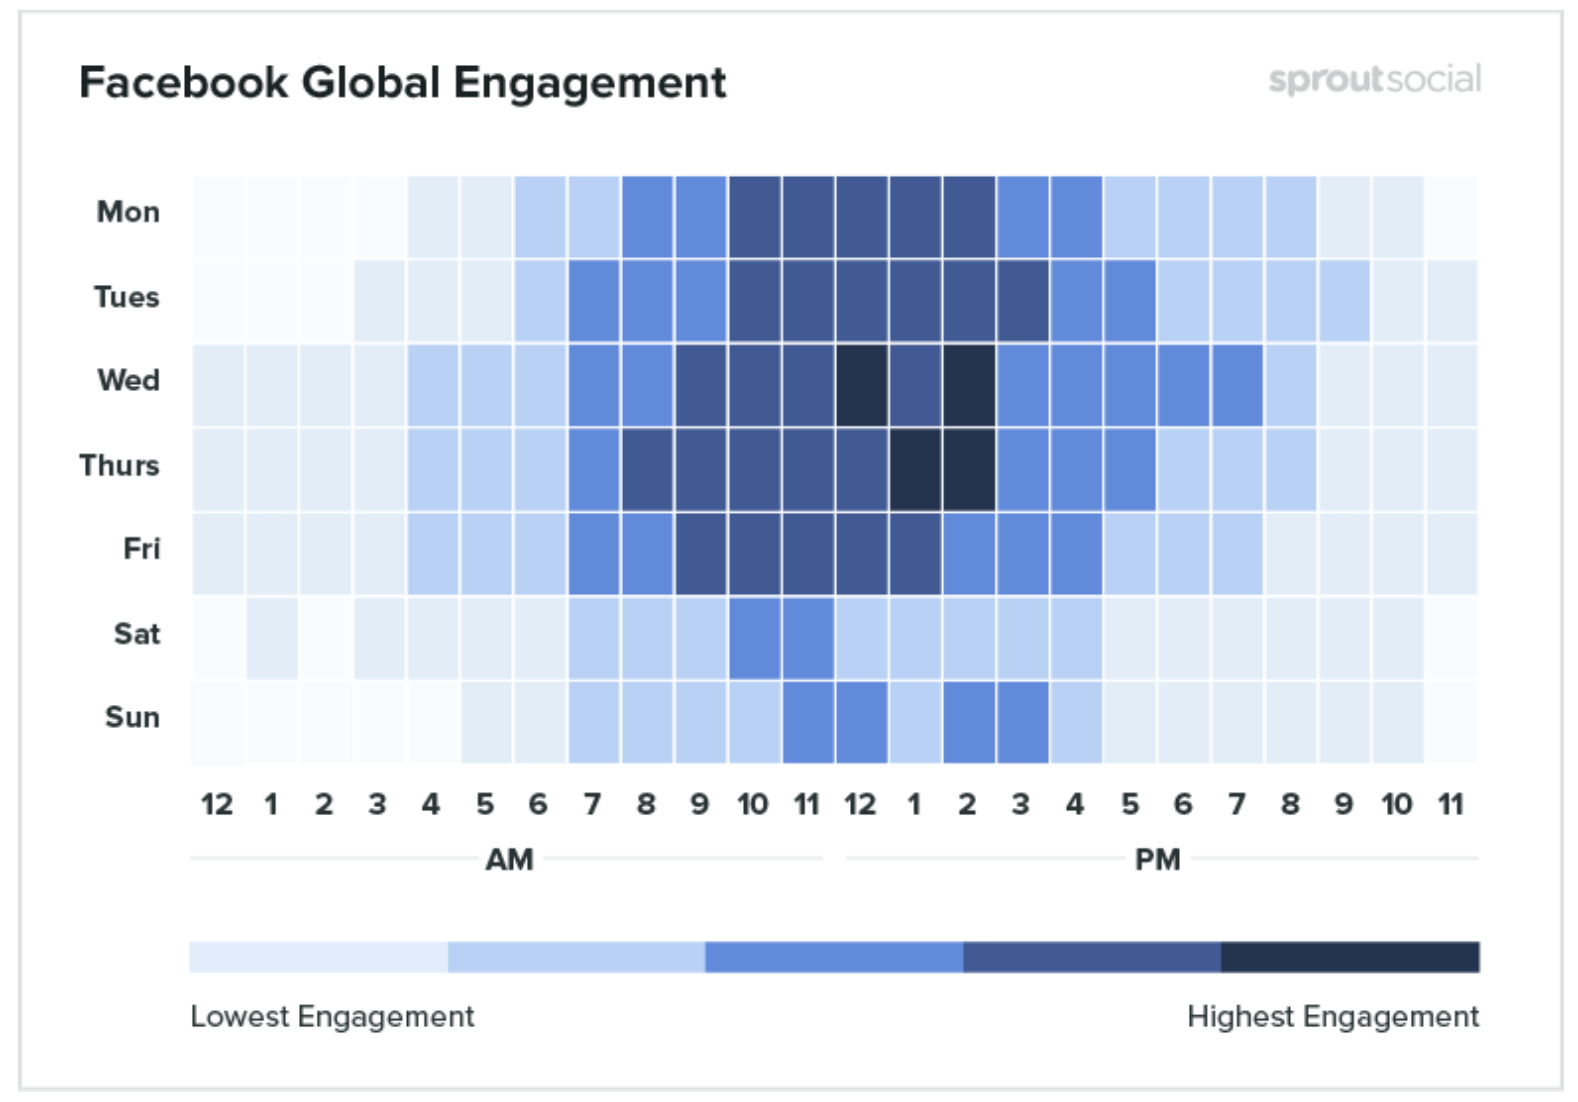 Facebook Global Engagement
sproutsocial
Mon
Tues
Wed
Thurs
Fri
Sat
Sun
12 1 2 3 4 5 6 7 8 9 10 11 12 1 2 3 4 5 6 7 8 9 10 11
AM PM
Lowest Engagement Highest Engagement